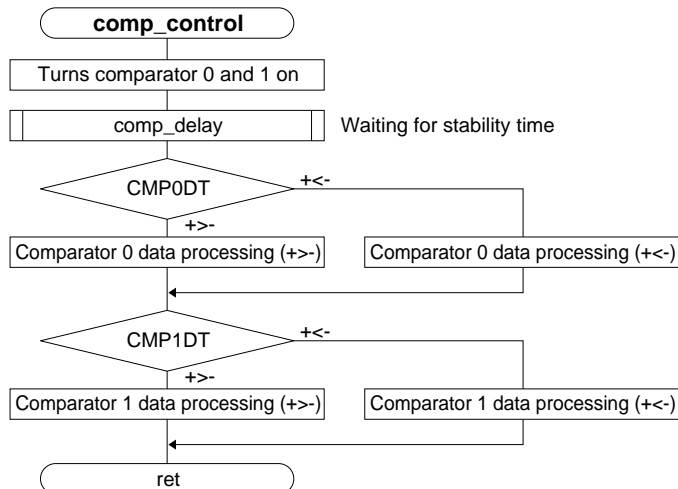 comp_control
Turns comparator 0 and 1 on
comp_delay Waiting for stability time
CMP0DT +<-
+>-
Comparator 0 data processing (+>-) Comparator 0 data processing (+<-)
CMP1DT +<-
+>-
Comparator 1 data processing (+>-) Comparator 1 data processing (+<-)
ret